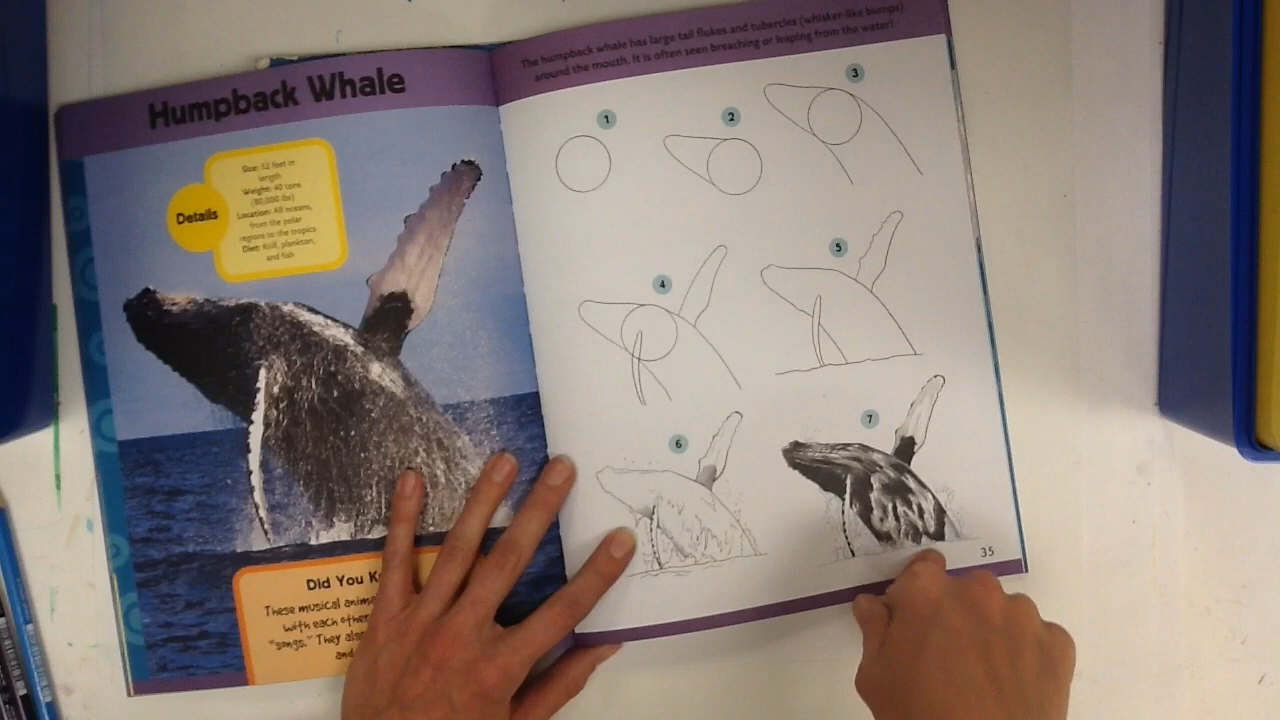 Humpback Whale
Details
Size: 52 feet in
length
Weight: 40 tons
(80,000 lbs)
Location: All oceans,
from the polar
regions to the tropics
Diet: Krill, plankton,
and fish
Did You
These musical
with each other
"songs." They
and
The humpback whale has large tail flukes and tubercles (whisker-like bumps)
around the mouth. It is often seen breaching or leaping from the water!
1
2
3
4
5
6
7
35